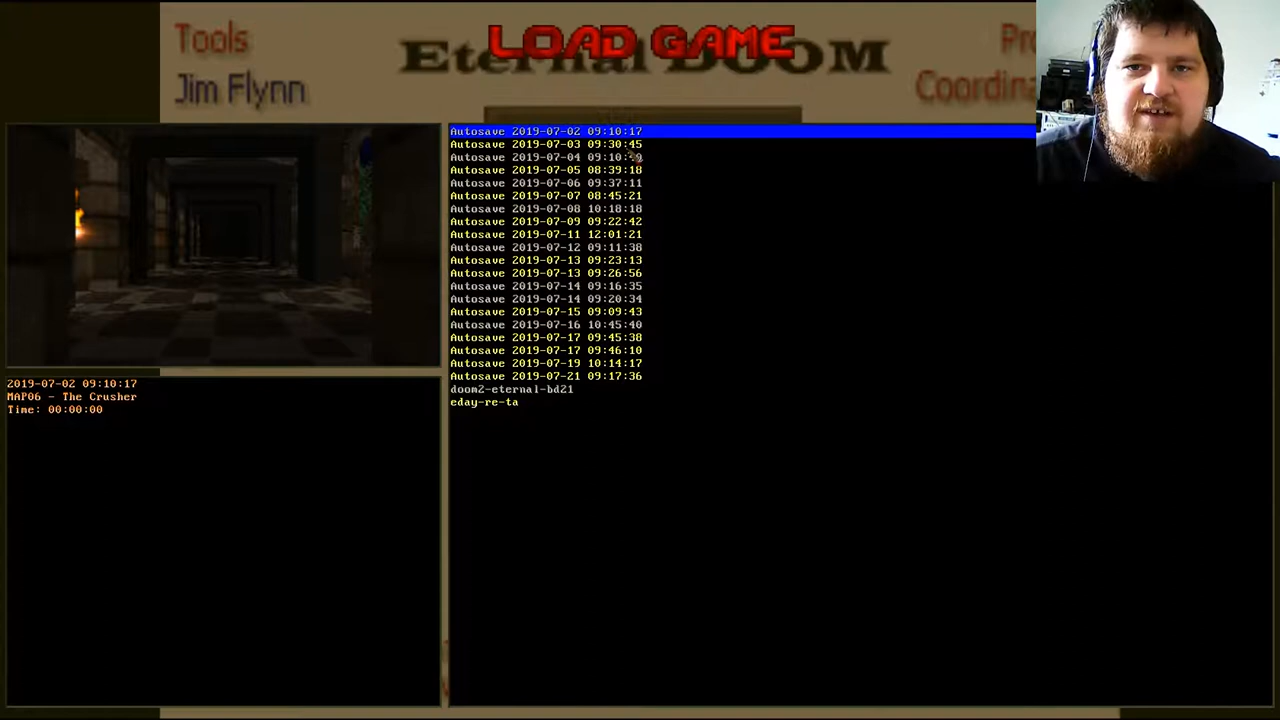 Tools
Jim Flynn
Eternal DOOM
LOAD GAME
Pro
Coordina
Autosave 2019-07-02 09:10:17
Autosave 2019-07-03 09:30:45
Autosave 2019-07-04 09:10:
Autosave 2019-07-05 08:39:18
Autosave 2019-07-06 09:37:11
Autosave 2019-07-07 08:45:21
Autosave 2019-07-08 10:18:18
Autosave 2019-07-09 09:22:42
Autosave 2019-07-11 12:01:21
Autosave 2019-07-12 09:11:38
Autosave 2019-07-13 09:23:13
Autosave 2019-07-13 09:26:56
Autosave 2019-07-14 09:16:35
Autosave 2019-07-14 09:20:34
Autosave 2019-07-15 09:09:43
Autosave 2019-07-16 10:45:40
Autosave 2019-07-17 09:45:38
Autosave 2019-07-17 09:46:10
Autosave 2019-07-19 10:14:17
Autosave 2019-07-21 09:17:36
doom2-eternal-bd21
eday-re-ta
2019-07-02 09:10:17
MAP06 - The Crusher
Time: 00:00:00